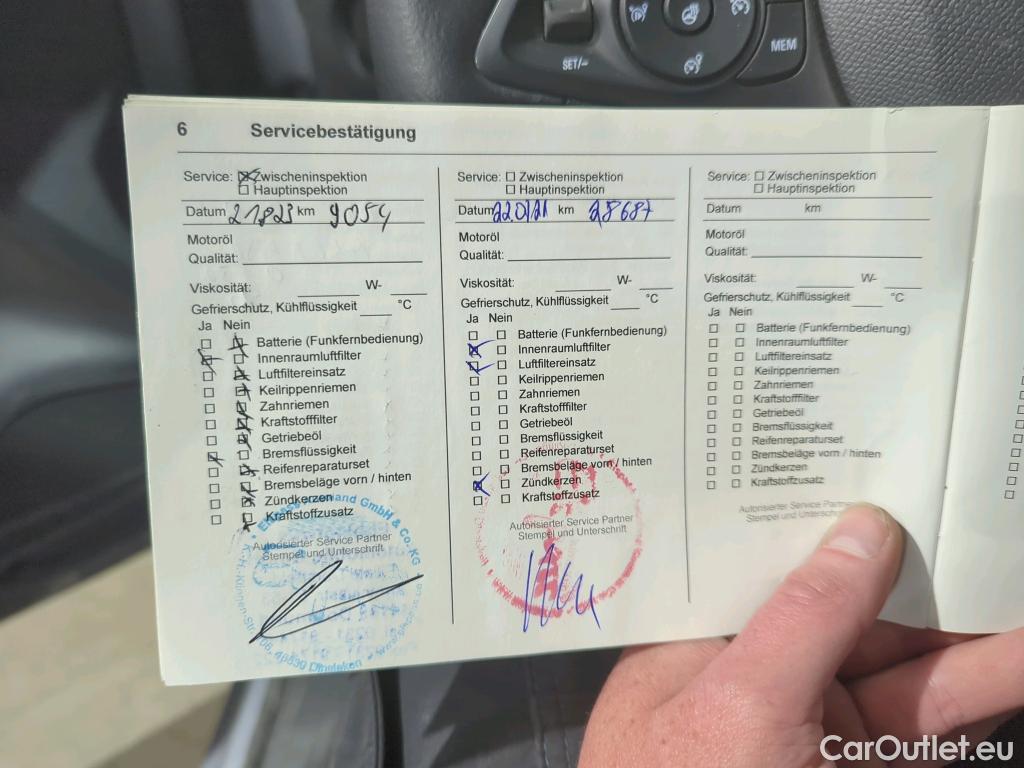 SET/–
MEM
6 Servicebestätigung
Service: Zwischeninspektion
Hauptinspektion
Datum 21823 km 9054
Motoröl
Qualität:
Viskosität: W-
Gefrierschutz, Kühlflüssigkeit °C
Ja Nein
Batterie (Funkfernbedienung)
Innenraumluftfilter
Luftfiltereinsatz
Keilrippenriemen
Zahnriemen
Kraftstofffilter
Getriebeöl
Bremsflüssigkeit
Reifenreparaturset
Bremsbeläge vorn / hinten
Zündkerzen
Kraftstoffzusatz
Autorisierter Service Partner
Stempel und Unterschrift
GmbH & Co. KG
Dinslaken
Service: Zwischeninspektion
Hauptinspektion
Datum km 28687
Motoröl
Qualität:
Viskosität: W-
Gefrierschutz, Kühlflüssigkeit °C
Ja Nein
Batterie (Funkfernbedienung)
Innenraumluftfilter
Luftfiltereinsatz
Keilrippenriemen
Zahnriemen
Kraftstofffilter
Getriebeöl
Bremsflüssigkeit
Reifenreparaturset
Bremsbeläge vorn / hinten
Zündkerzen
Kraftstoffzusatz
Autorisierter Service Partner
Stempel und Unterschrift
Service: Zwischeninspektion
Hauptinspektion
Datum km
Motoröl
Qualität:
Viskosität: W-
Gefrierschutz, Kühlflüssigkeit °C
Ja Nein
Batterie (Funkfernbedienung)
Innenraumluftfilter
Luftfiltereinsatz
Keilrippenriemen
Zahnriemen
Kraftstofffilter
Getriebeöl
Bremsflüssigkeit
Reifenreparaturset
Bremsbeläge vorn / hinten
Zündkerzen
Kraftstoffzusatz
Autorisierter Service Partner
Stempel und
CarOutlet.eu